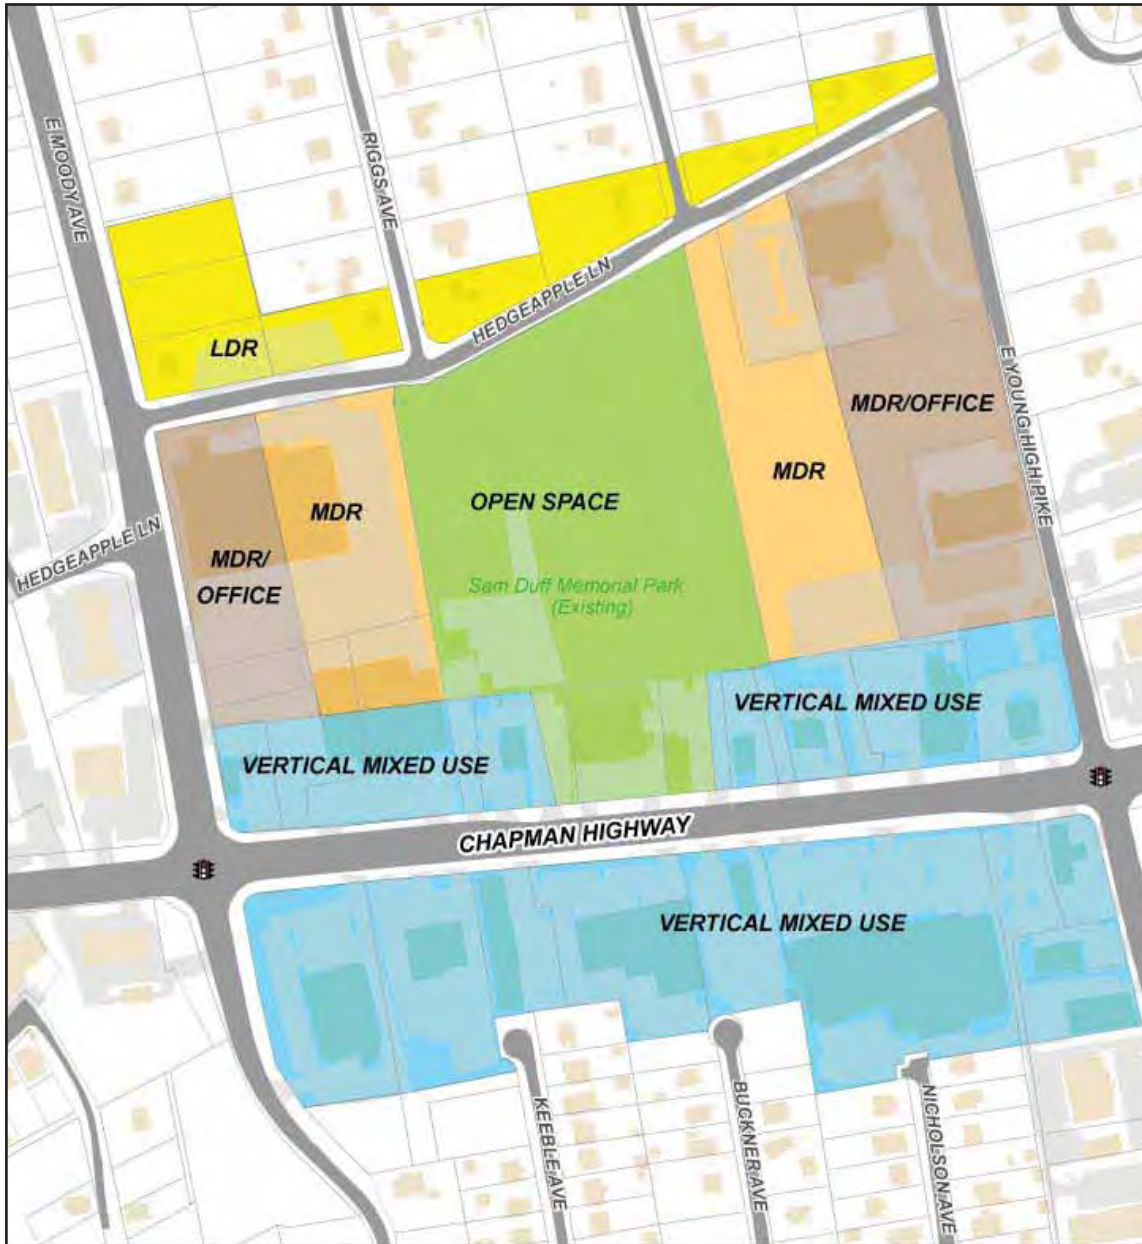 E MOODY AVE
RIGGS AVE
HEDGEAPPLE LN
LDR
MDR/OFFICE
E YOUNG HIGH PIKE
MDR
OPEN SPACE
MDR
HEDGEAPPLE LN
MDR/
OFFICE
Sam Duff Memorial Park
(Existing)
VERTICAL MIXED USE
VERTICAL MIXED USE
CHAPMAN HIGHWAY
VERTICAL MIXED USE
KEEBLE AVE
BUCKNER AVE
NICHOLSON AVE